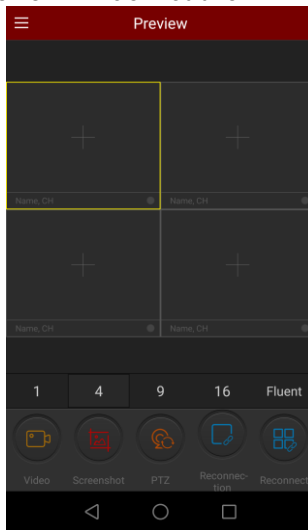 Preview
Name, CH
Name, CH
Name, CH
Name, CH
1
4
9
16
Fluent
Video
Screenshot
PTZ
Reconnec-
tion
Reconnect